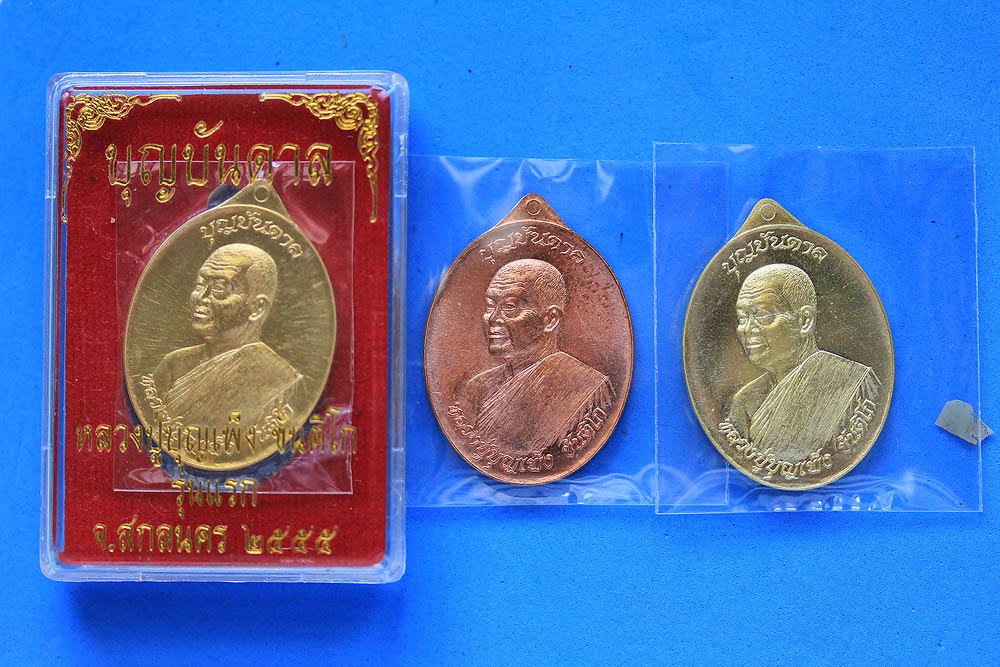 บุญบันดาล
บุญบันดาล
หลวงปู่บุญเพ็ง ขันติโก
รุ่นแรก
จ.สกลนคร ๒๕๕๕
บุญบันดาล
หลวงปู่บุญเพ็ง ขันติโก
บุญบันดาล
หลวงปู่บุญเพ็ง ขันติโก